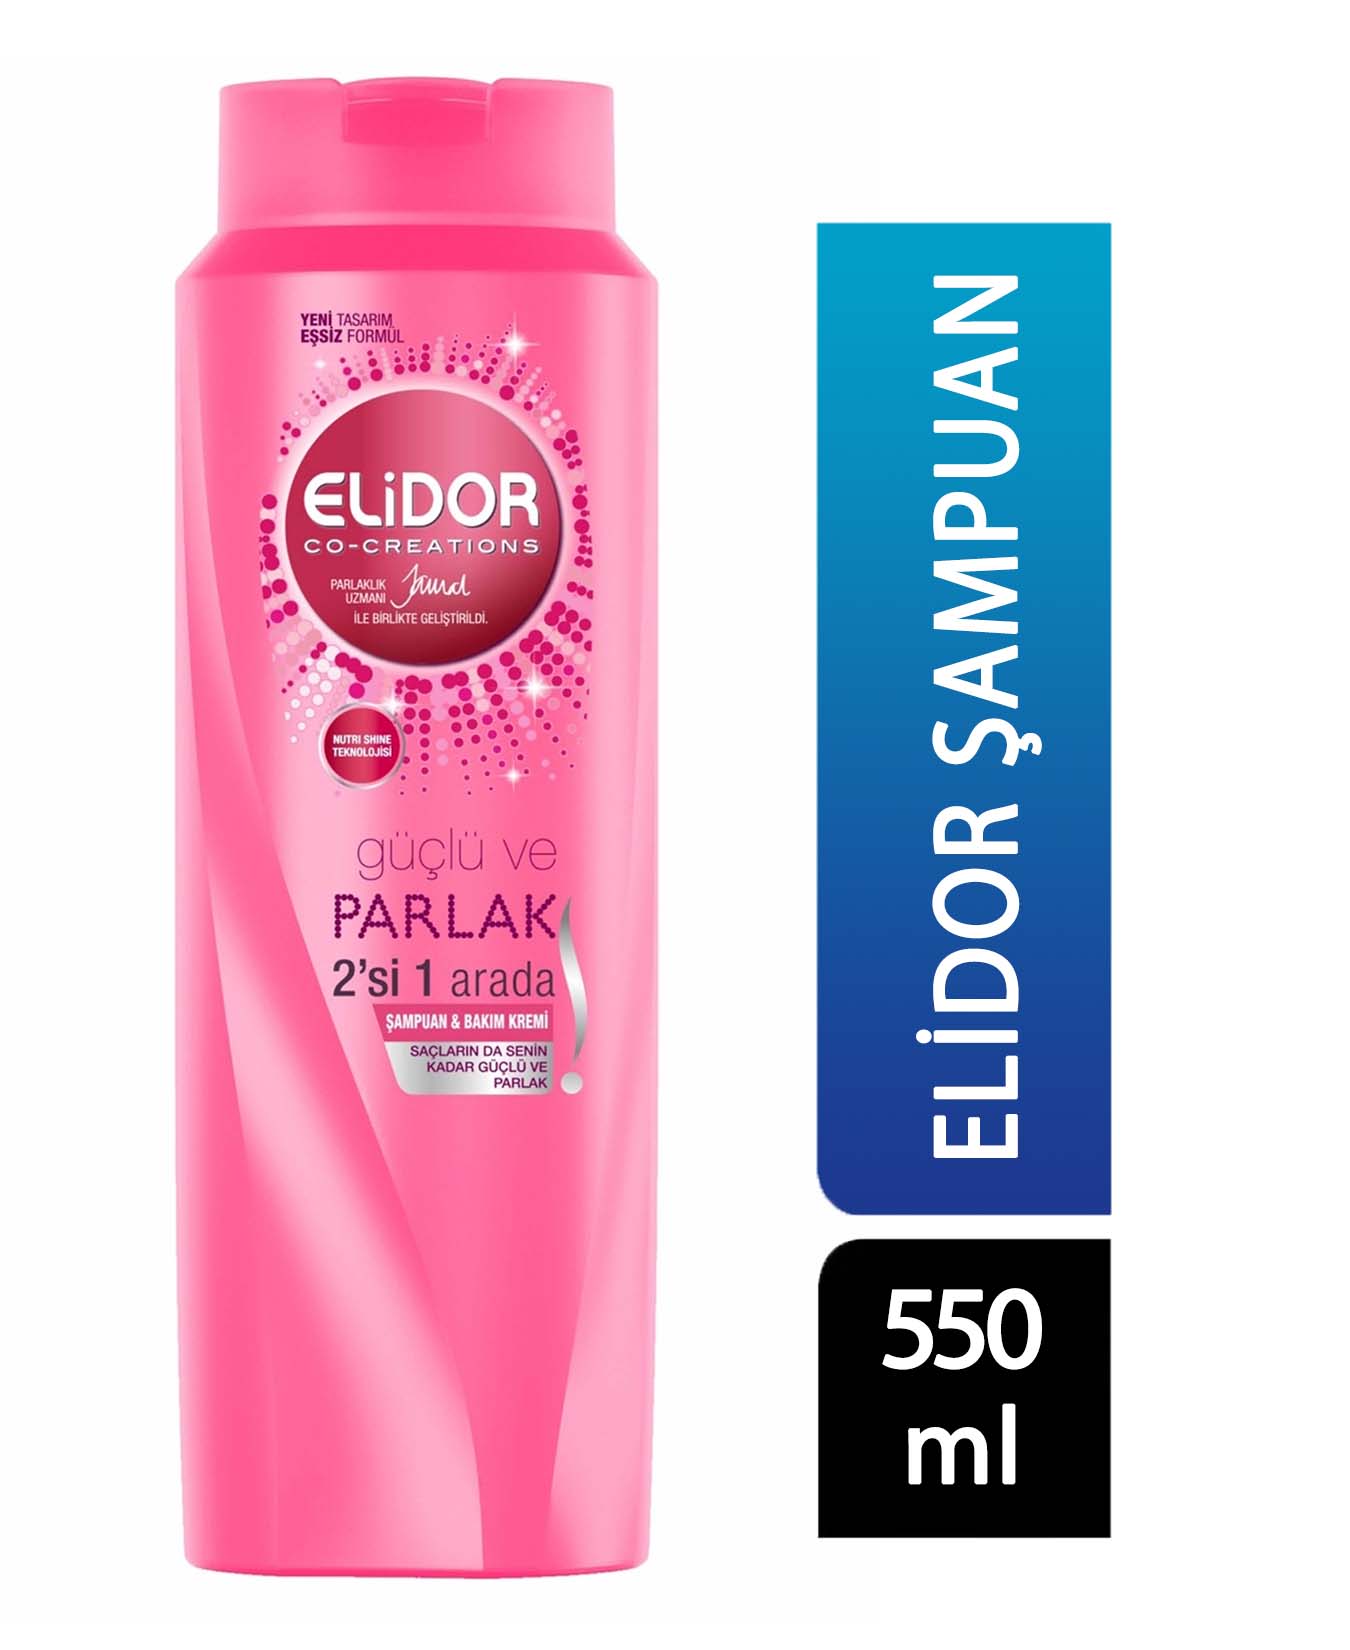 YENİ TASARIM
EŞSİZ FORMÜL
ELiDOR
CO-CREATIONS
PARLAKLIK
UZMANI
İLE BİRLİKTE GELİŞTİRİLDİ.
NUTRI SHINE
TEKNOLOJİSİ
güçlü ve
PARLAK
2'si 1 arada
ŞAMPUAN & BAKIM KREMİ
SAÇLARIN DA SENİN
KADAR GÜÇLÜ VE
PARLAK
ELİDOR ŞAMPUAN
550
ml